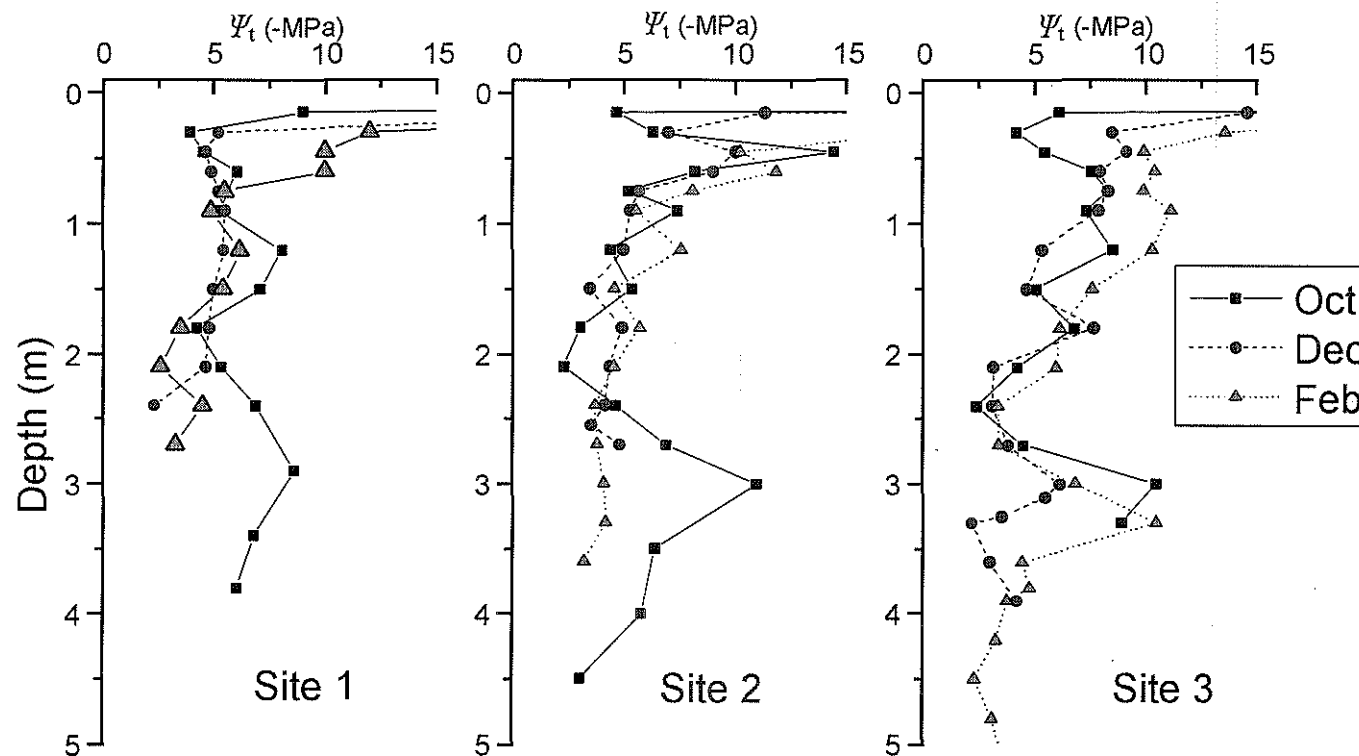 Ψt (-MPa) Ψt (-MPa) Ψt (-MPa)
0 5 10 15 0 5 10 15 0 5 10 15
0 0 0
1 1 1
2 2 2
3 3 3
4 4 4
5 5 5
Depth (m)
Site 1 Site 2 Site 3
Oct
Dec
Feb